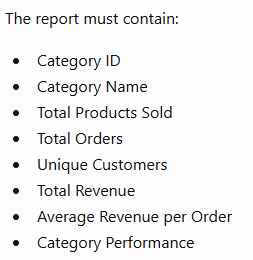 The report must contain:
• Category ID
• Category Name
• Total Products Sold
• Total Orders
• Unique Customers
• Total Revenue
• Average Revenue per Order
• Category Performance